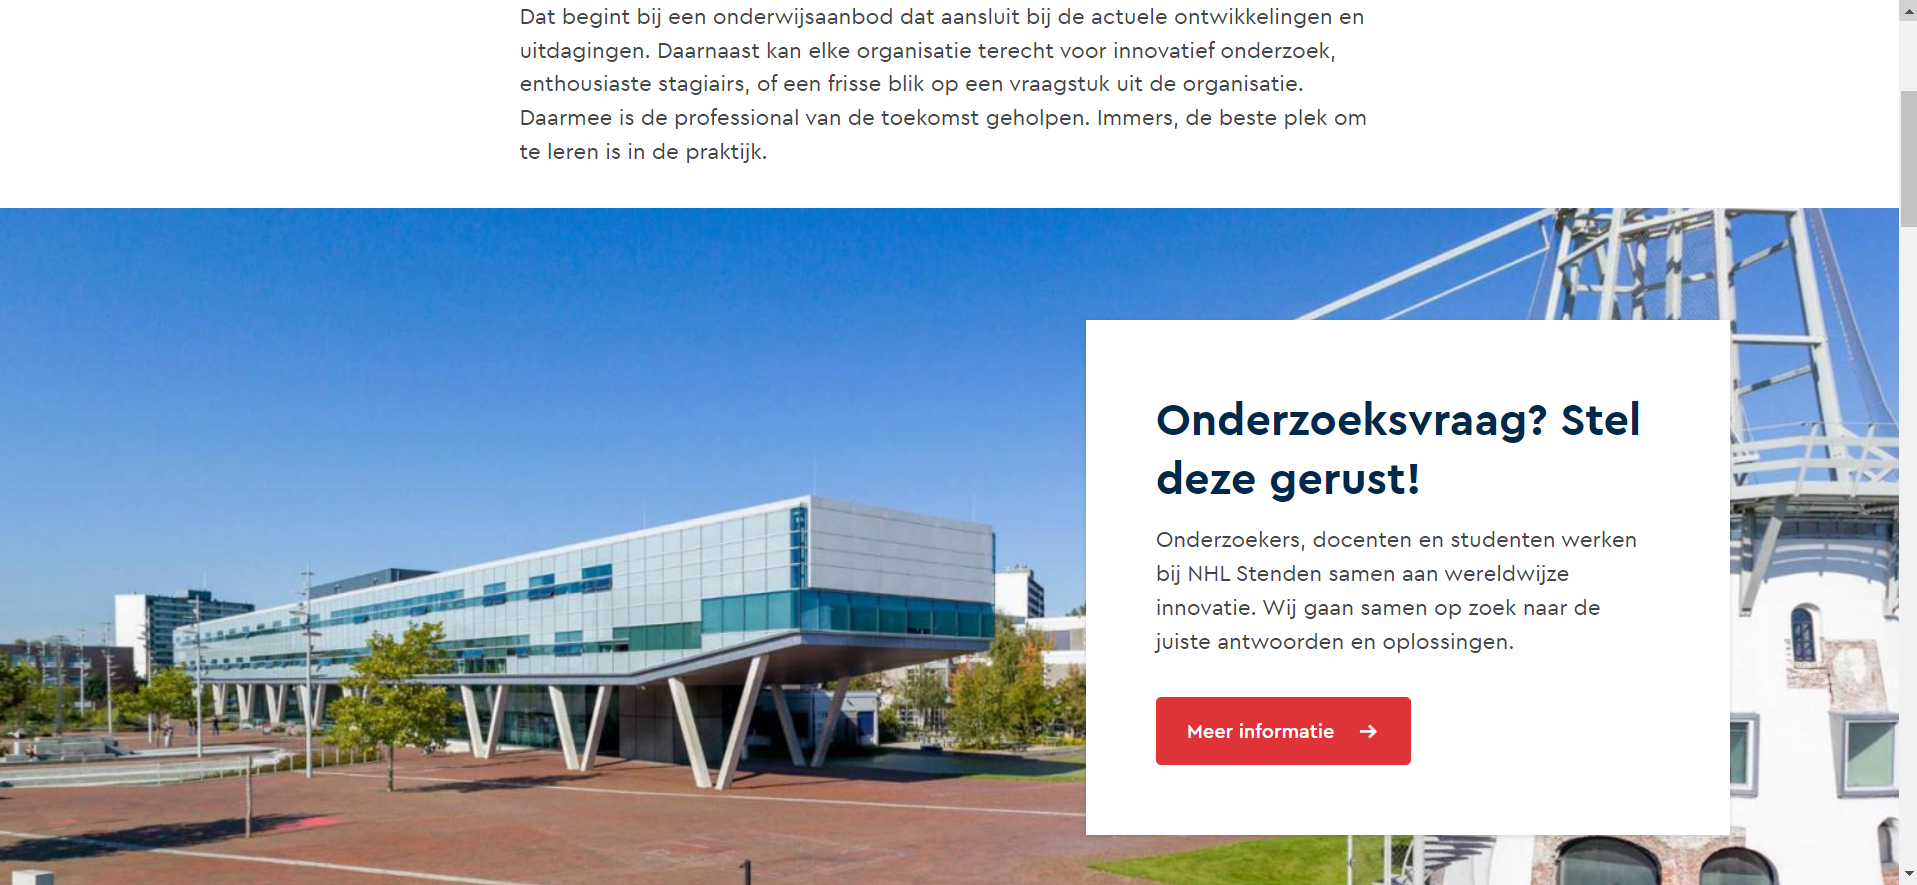 Dat begint bij een onderwijsaanbod dat aansluit bij de actuele ontwikkelingen en
uitdagingen. Daarnaast kan elke organisatie terecht voor innovatief onderzoek,
enthousiaste stagiairs, of een frisse blik op een vraagstuk uit de organisatie.
Daarmee is de professional van de toekomst geholpen. Immers, de beste plek om
te leren is in de praktijk.
Onderzoeksvraag? Stel
deze gerust!
Onderzoekers, docenten en studenten werken
bij NHL Stenden samen aan wereldwijze
innovatie. Wij gaan samen op zoek naar de
juiste antwoorden en oplossingen.
Meer informatie